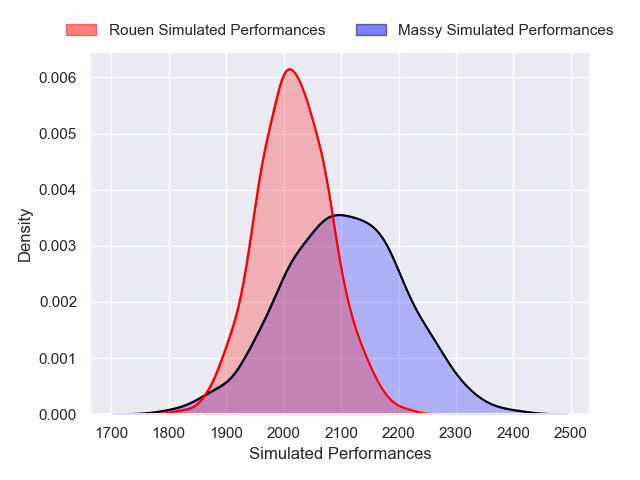 Rouen Simulated Performances Massy Simulated Performances
0.006
0.005
0.004
0.003
0.002
0.001
0.000
Density
1700 1800 1900 2000 2100 2200 2300 2400 2500
Simulated Performances